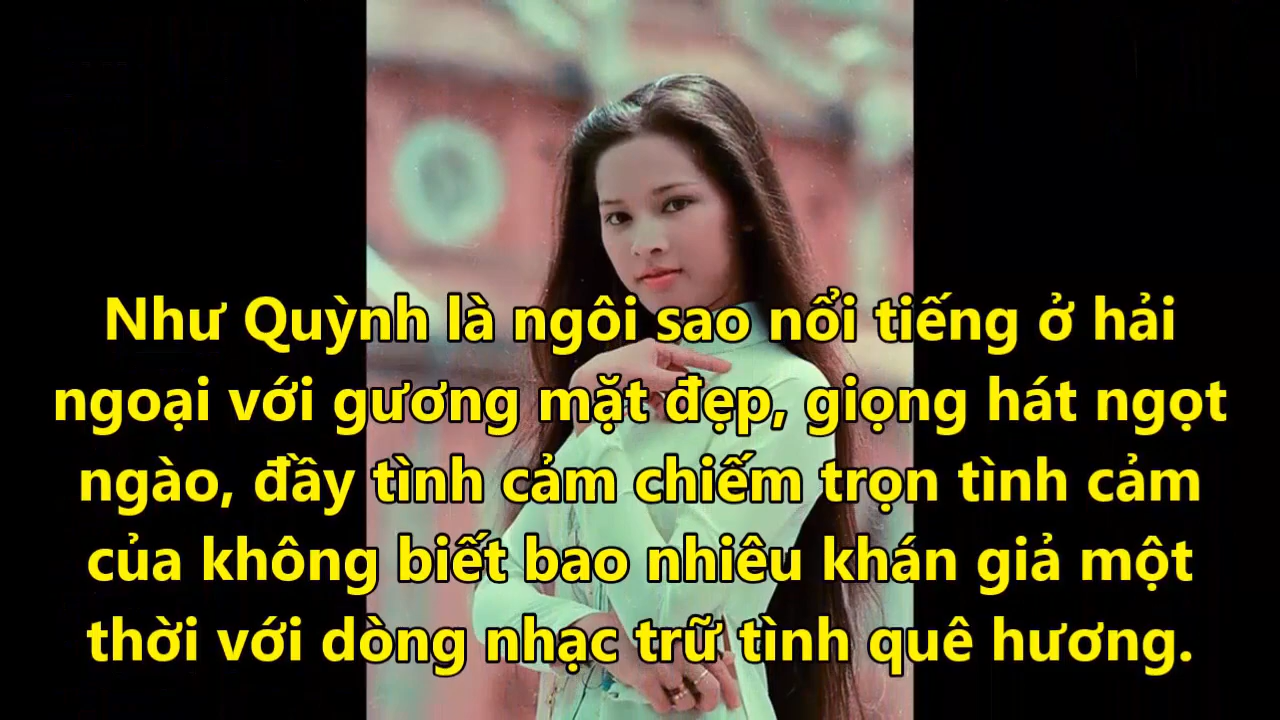 Như Quỳnh là ngôi sao nổi tiếng ở hải
ngoại với gương mặt đẹp, giọng hát ngọt
ngào, đầy tình cảm chiếm trọn tình cảm
của không biết bao nhiêu khán giả một
thời với dòng nhạc trữ tình quê hương.